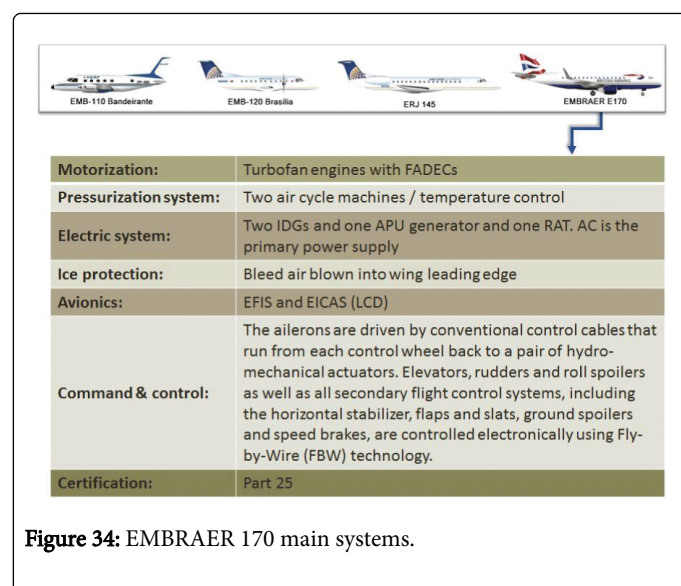 EMB-110 Bandeirante
EMB-120 Brasilia
ERJ 145
EMBRAER E170
Motorization: Turbofan engines with FADECs
Pressurization system: Two air cycle machines / temperature control
Electric system: Two IDGs and one APU generator and one RAT. AC is the
primary power supply
Ice protection: Bleed air blown into wing leading edge
Avionics: EFIS and EICAS (LCD)
Command & control: The ailerons are driven by conventional control cables that
run from each control wheel back to a pair of hydro-
mechanical actuators. Elevators, rudders and roll spoilers
as well as all secondary flight control systems, including
the horizontal stabilizer, flaps and slats, ground spoilers
and speed brakes, are controlled electronically using Fly-
by-Wire (FBW) technology.
Certification: Part 25
Figure 34: EMBRAER 170 main systems.